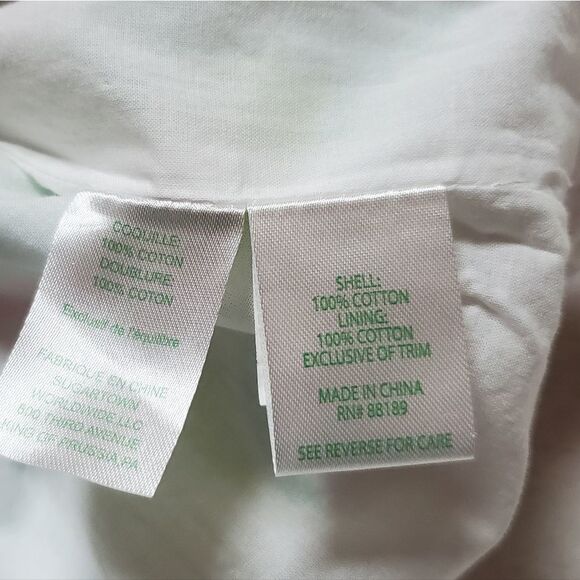 COQUILLE:
100% COTON
DOUBLURE:
100% COTON
Exclusif de l'équilibre
FABRIQUE EN CHINE
SUGARTOWN
WORLDWIDE, LLC
800 THIRD AVENUE
KING OF PRUSSIA, PA
SHELL:
100% COTTON
LINING:
100% COTTON
EXCLUSIVE OF TRIM
MADE IN CHINA
RN# 88189
SEE REVERSE FOR CARE